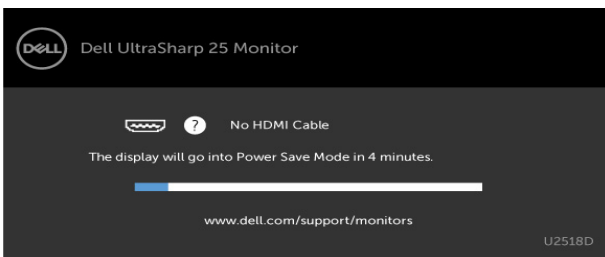 DELL
Dell UltraSharp 25 Monitor
? No HDMI Cable
The display will go into Power Save Mode in 4 minutes.
www.dell.com/support/monitors
U2518D